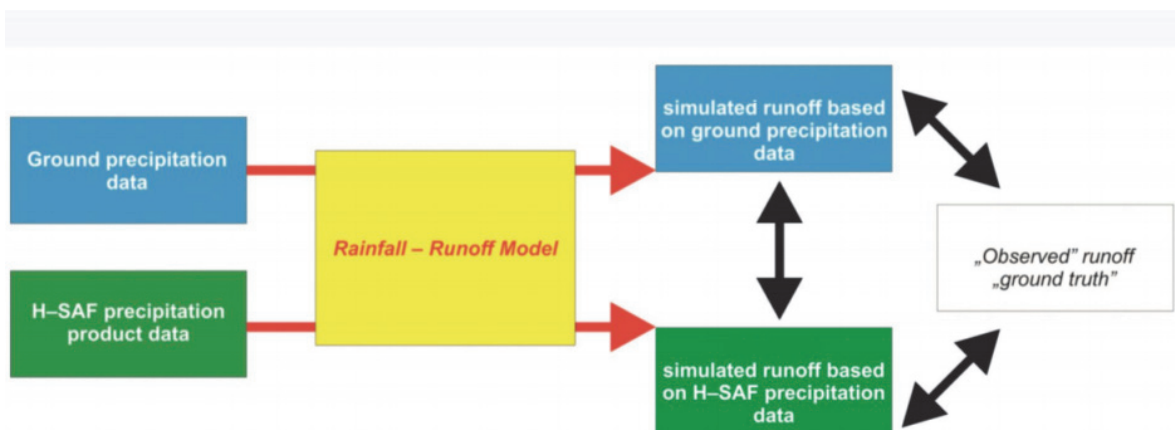 Ground precipitation
data
H–SAF precipitation
product data
Rainfall – Runoff Model
simulated runoff based
on ground precipitation
data
simulated runoff based
on H–SAF precipitation
data
„Observed” runoff
„ground truth”